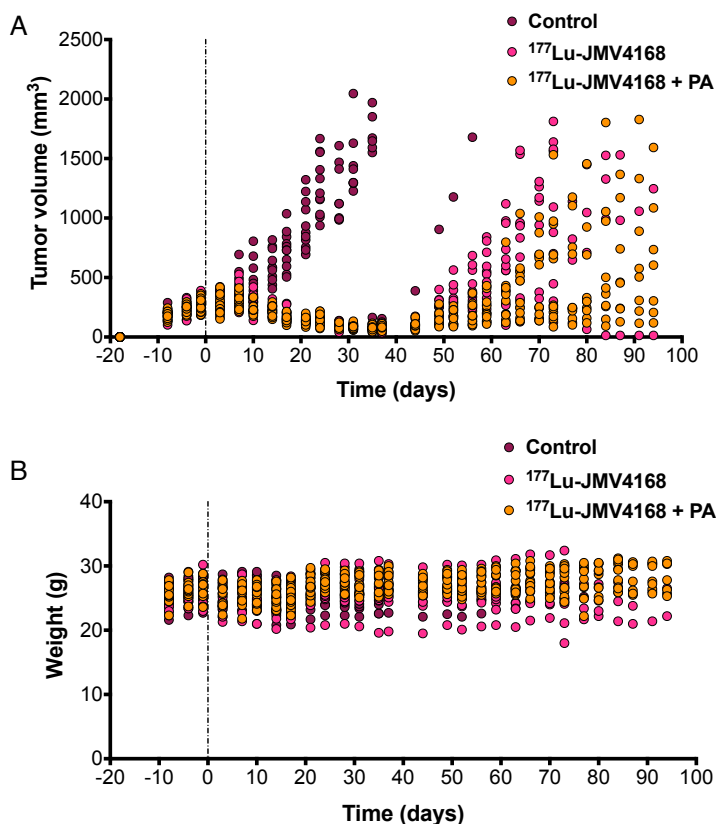 A
Control
¹⁷⁷Lu-JMV4168
¹⁷⁷Lu-JMV4168 + PA
Tumor volume (mm³)
2500
2000
1500
1000
500
0
-20 -10 0 10 20 30 40 50 60 70 80 90 100
Time (days)
B
Control
¹⁷⁷Lu-JMV4168
¹⁷⁷Lu-JMV4168 + PA
Weight (g)
40
30
20
10
0
-20 -10 0 10 20 30 40 50 60 70 80 90 100
Time (days)